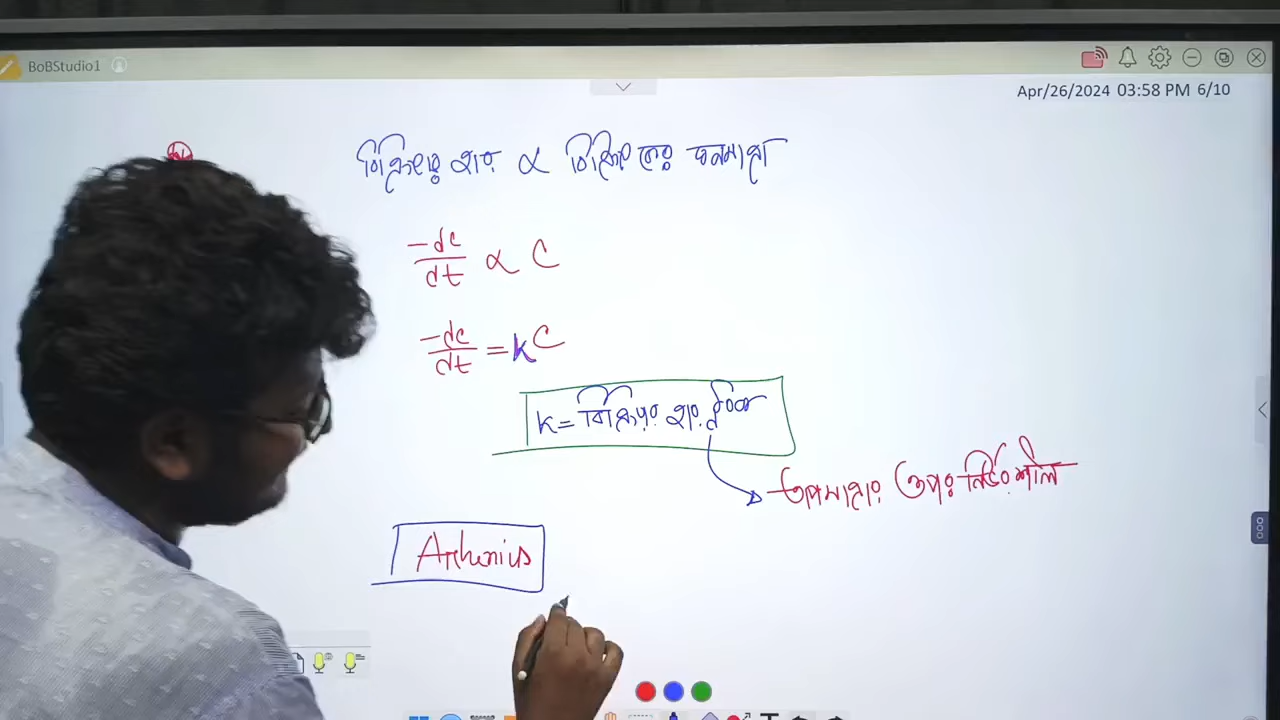 BoBStudio1
Apr/26/2024 03:58 PM 6/10
বিক্রিয়ার হার ∝ বিক্রিয়কের ঘনমাত্রা
-dc/dt ∝ C
-dc/dt = kC
k = বিক্রিয়ার হার ধ্রুবক
তাপমাত্রার উপর নির্ভরশীল
Arrhenius